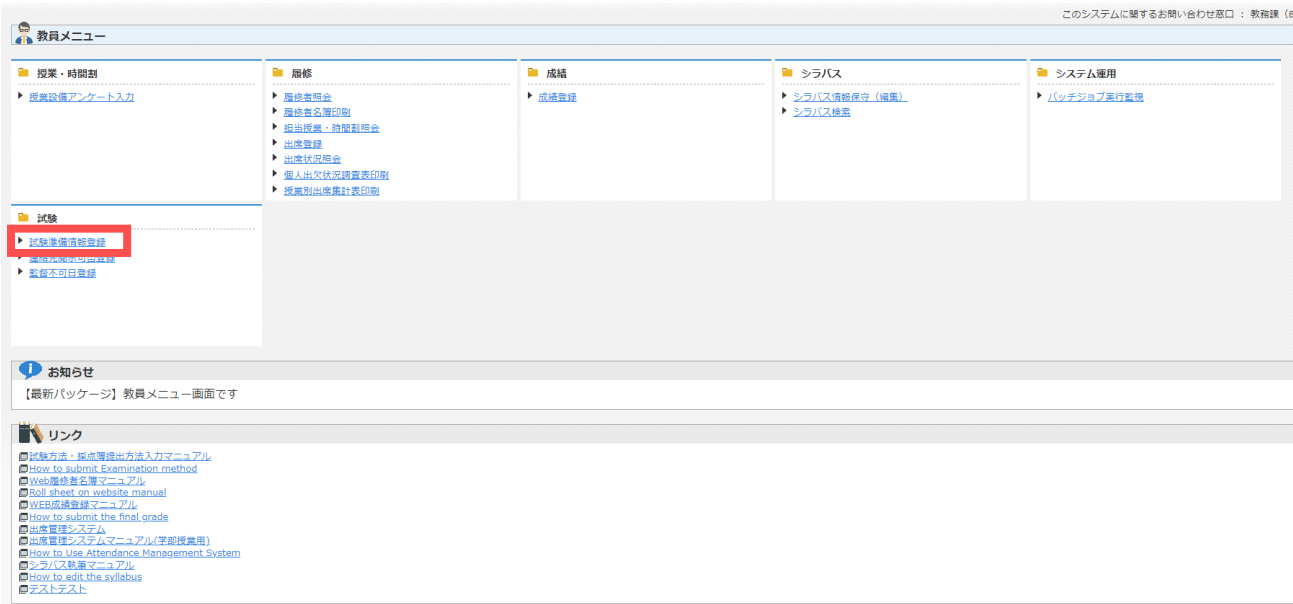 このシステムに関するお問い合わせ窓口 ： 教務課（8
教員メニュー
授業・時間割
授業設備アンケート入力
履修
履修者照会
履修者名簿印刷
担当授業・時間割照会
出席登録
出席状況照会
個人出欠状況調査表印刷
授業別出席集計表印刷
成績
成績登録
シラバス
シラバス情報保守（編集）
シラバス検索
システム運用
バッチジョブ実行監視
試験
試験準備情報登録
連絡先開示可否登録
監督不可日登録
お知らせ
【最新パッケージ】教員メニュー画面です
リンク
試験方法・採点簿提出方法入力マニュアル
How to submit Examination method
Web履修者名簿マニュアル
Roll sheet on website manual
WEB成績登録マニュアル
How to submit the final grade
出席管理システム
出席管理システムマニュアル(学部授業用)
How to Use Attendance Management System
シラバス執筆マニュアル
How to edit the syllabus
テストテスト